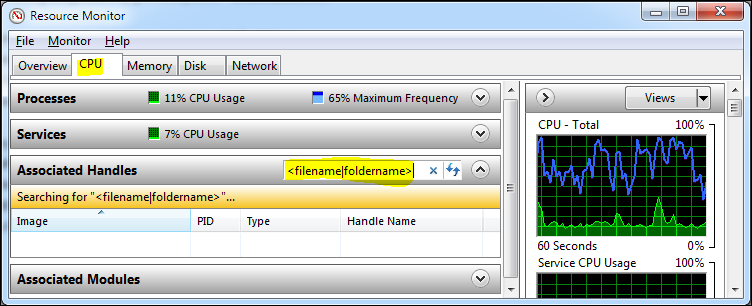 Resource Monitor
File Monitor Help
Overview CPU Memory Disk Network
Processes 11% CPU Usage 65% Maximum Frequency
Services 7% CPU Usage
Associated Handles <filename|foldername>
Searching for "<filename|foldername>"...
Image PID Type Handle Name
Associated Modules
Views
CPU - Total 100%
60 Seconds 0%
Service CPU Usage 100%